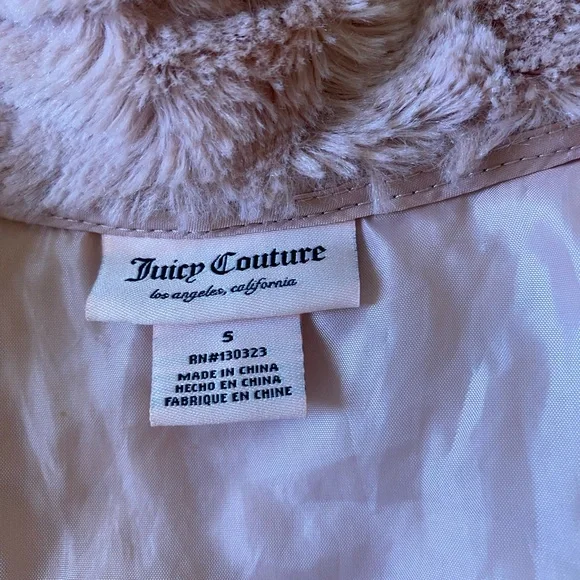 Juicy Couture
los angeles, california
S
RN#130323
MADE IN CHINA
HECHO EN CHINA
FABRIQUE EN CHINE